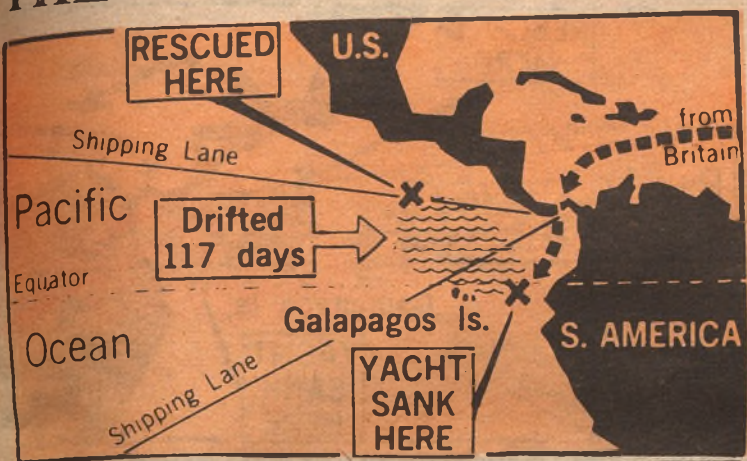 RESCUED
HERE
U.S.
from
Britain
Shipping Lane
Pacific
Drifted
117 days
Equator
Galapagos Is.
Ocean
S. AMERICA
YACHT
SANK
HERE
Shipping Lane